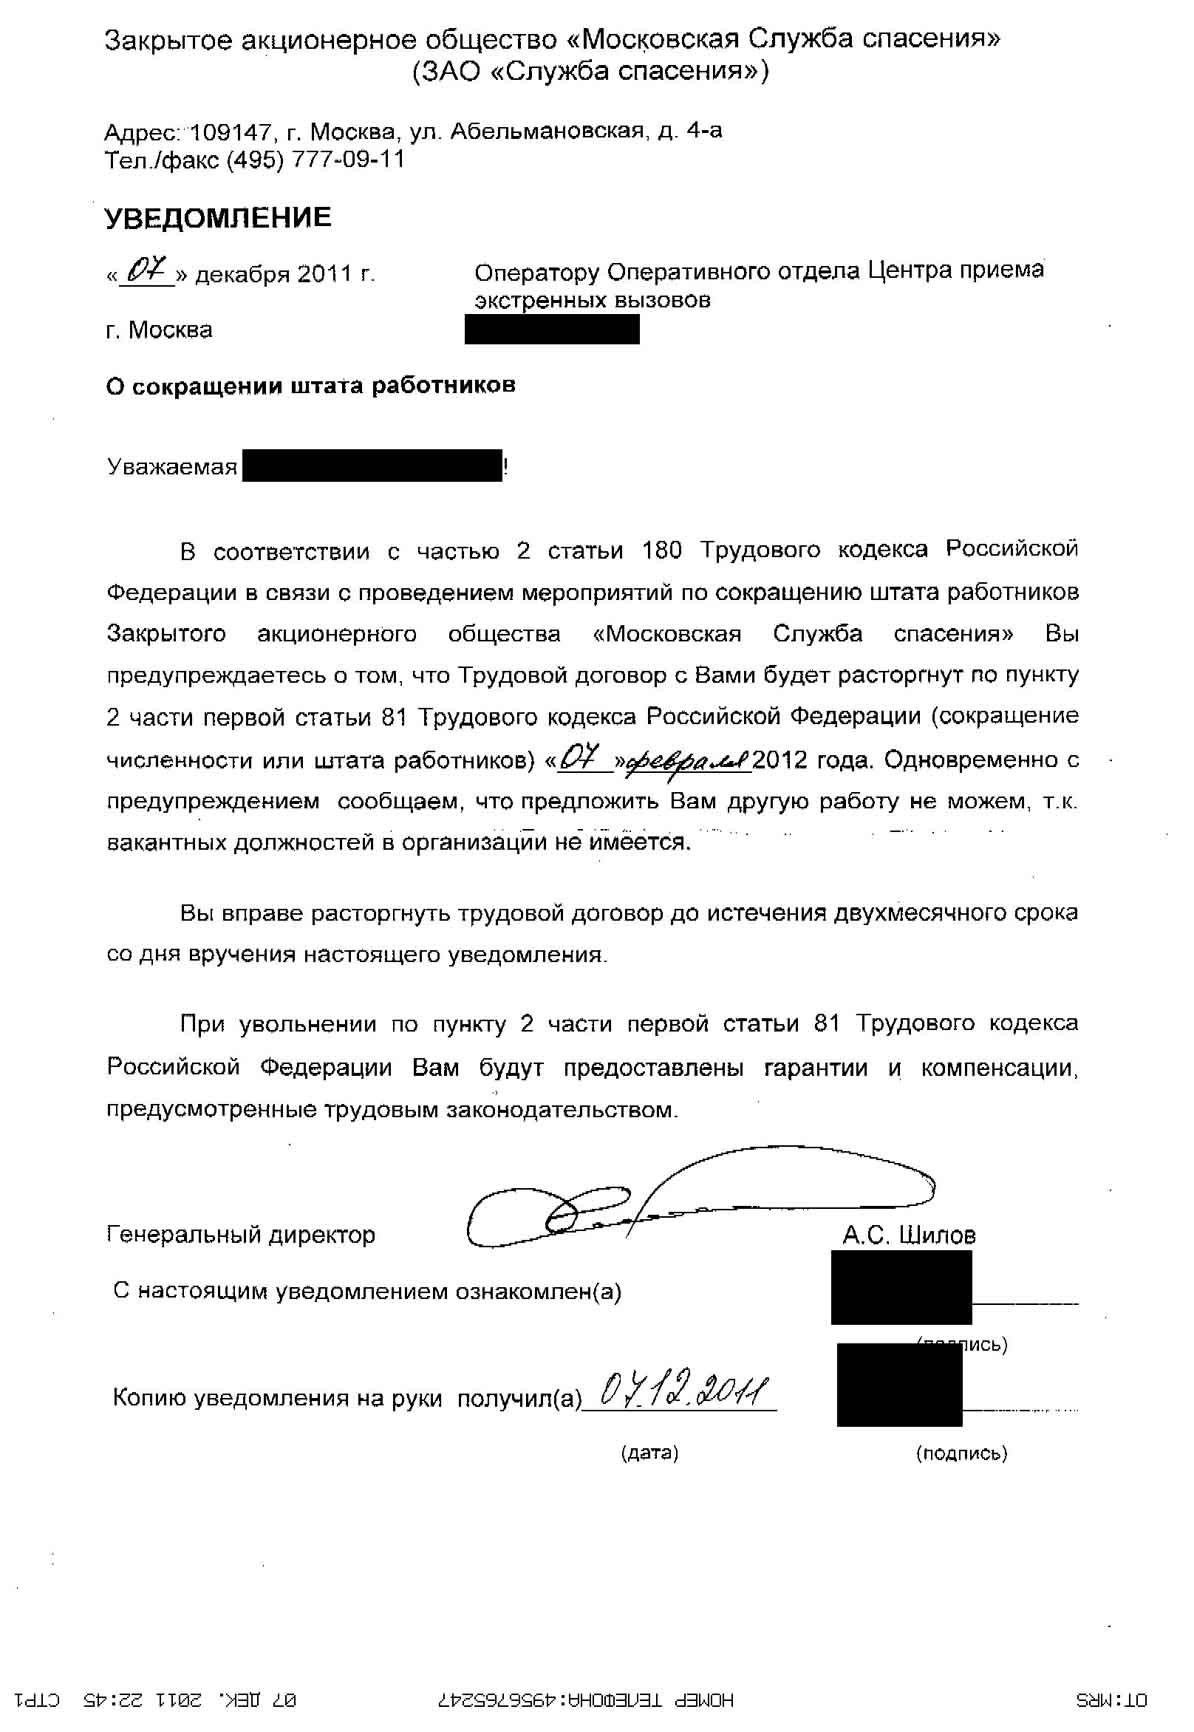 Закрытое акционерное общество «Московская Служба спасения»
(ЗАО «Служба спасения»)
Адрес: 109147, г. Москва, ул. Абельмановская, д. 4-а
Тел./факс (495) 777-09-11
УВЕДОМЛЕНИЕ
«07» декабря 2011 г.
Оператору Оперативного отдела Центра приема
экстренных вызовов
г. Москва
О сокращении штата работников
Уважаемая !
В соответствии с частью 2 статьи 180 Трудового кодекса Российской
Федерации в связи с проведением мероприятий по сокращению штата работников
Закрытого акционерного общества «Московская Служба спасения» Вы
предупреждаетесь о том, что Трудовой договор с Вами будет расторгнут по пункту
2 части первой статьи 81 Трудового кодекса Российской Федерации (сокращение
численности или штата работников) «07» февраля 2012 года. Одновременно с
предупреждением сообщаем, что предложить Вам другую работу не можем, т.к.
вакантных должностей в организации не имеется.
Вы вправе расторгнуть трудовой договор до истечения двухмесячного срока
со дня вручения настоящего уведомления.
При увольнении по пункту 2 части первой статьи 81 Трудового кодекса
Российской Федерации Вам будут предоставлены гарантии и компенсации,
предусмотренные трудовым законодательством.
Генеральный директор А.С. Шилов
С настоящим уведомлением ознакомлен(а)
(подпись)
Копию уведомления на руки получил(а) 07.12.2011
(дата) (подпись)
ОТ:MRS НОМЕР ТЕЛЕФОНА:4956765247 07 ДЕК. 2011 22:45 СТР1